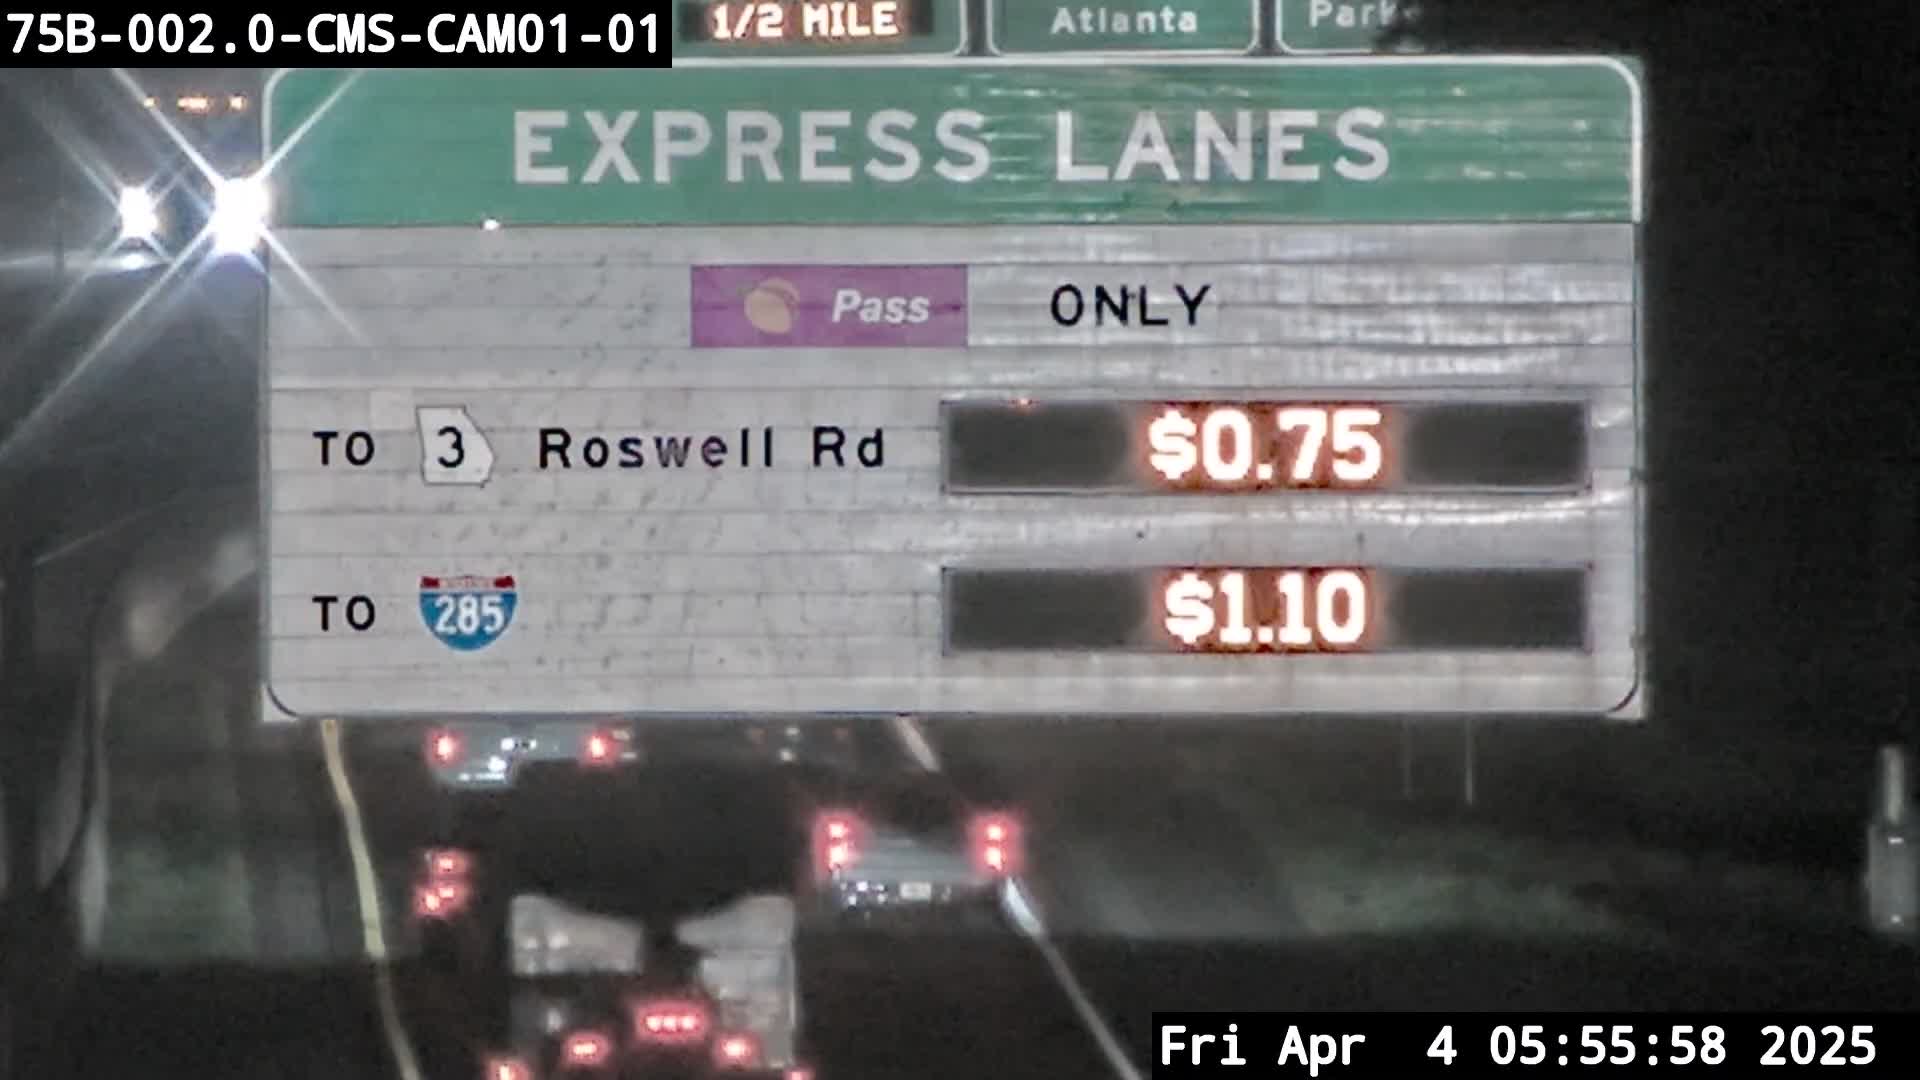 75B-002.0-CMS-CAM01-01
1/2 MILE
Atlanta
EXPRESS LANES
Pass ONLY
TO 3 Roswell Rd $0.75
TO 285 $1.10
Fri Apr 4 05:55:58 2025